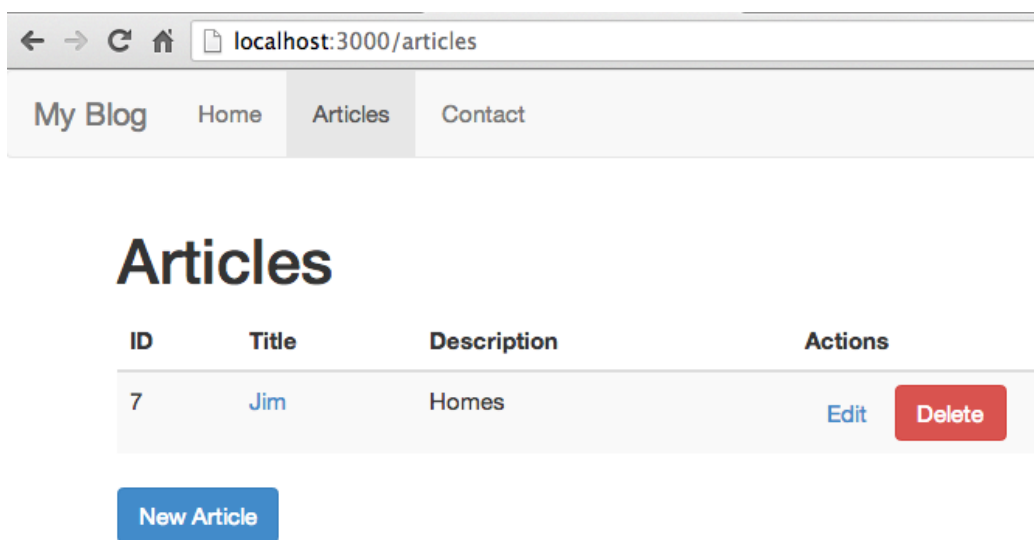 localhost:3000/articles
My Blog Home Articles Contact
Articles
ID Title Description Actions
7 Jim Homes Edit Delete
New Article